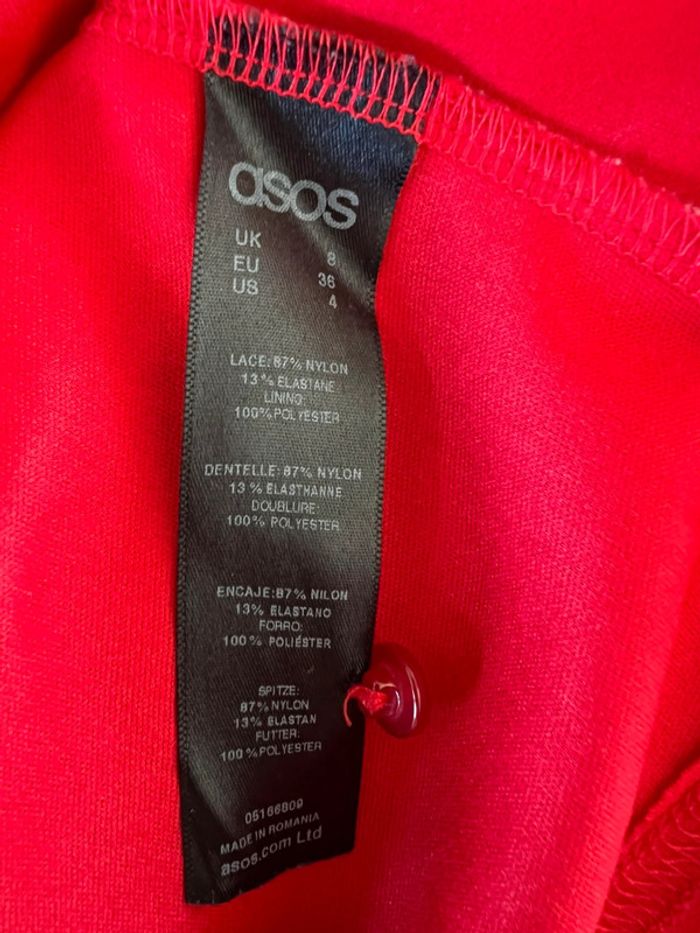 asos
UK 8
EU 36
US 4
LACE: 87% NYLON
13% ELASTANE
LINING:
100% POLYESTER
DENTELLE: 87% NYLON
13 % ELASTHANNE
DOUBLURE:
100% POLYESTER
ENCAJE: 87% NILON
13% ELASTANO
FORRO:
100% POLIÉSTER
SPITZE:
87% NYLON
13% ELASTAN
FUTTER:
100% POLYESTER
05166809
MADE IN ROMANIA
asos.com Ltd